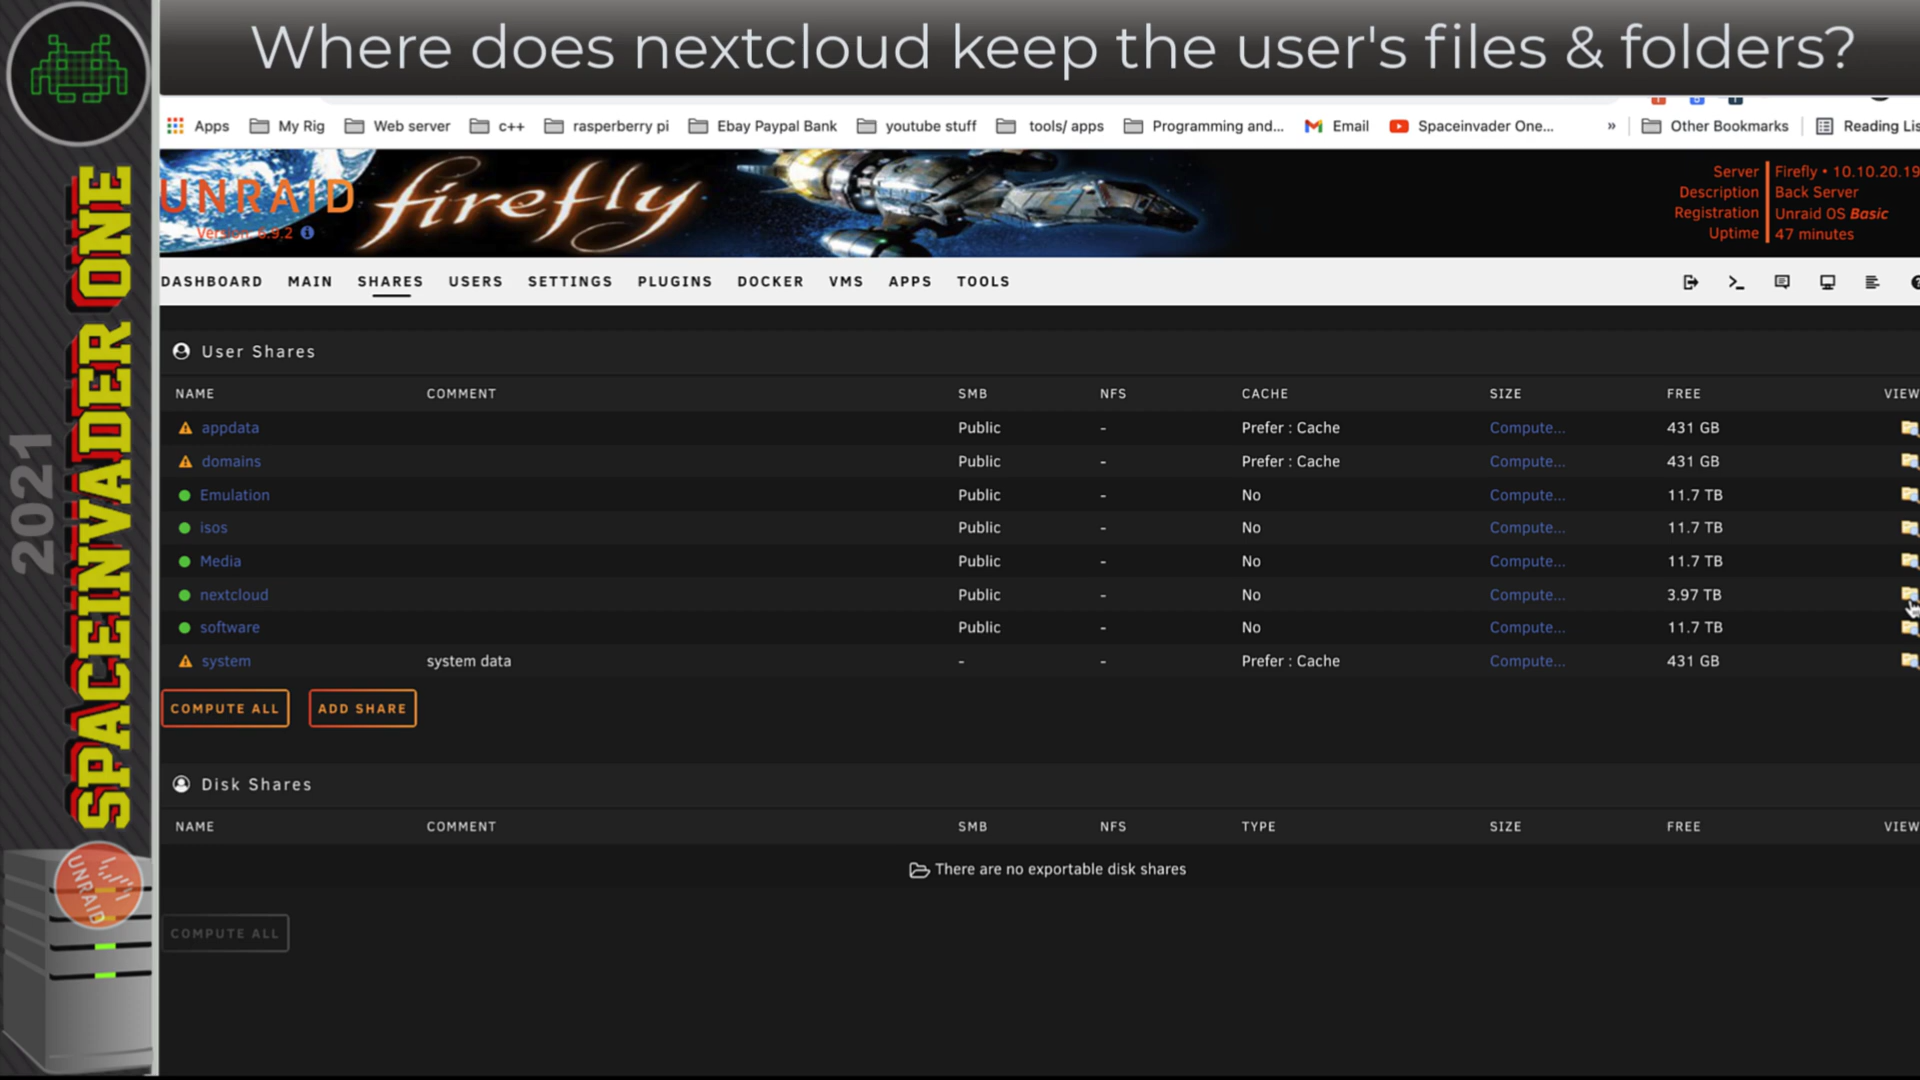 Where does nextcloud keep the user's files & folders?
2021
SPACEINVADER ONE
UNRAID
Apps My Rig Web server c++ rasperberry pi Ebay Paypal Bank youtube stuff tools/ apps Programming and... Email Spaceinvader One... » Other Bookmarks Reading Lis
UNRAID firefly
Version: 6.9.2
Server Firefly • 10.10.20.19
Description Back Server
Registration Unraid OS Basic
Uptime 47 minutes
DASHBOARD MAIN SHARES USERS SETTINGS PLUGINS DOCKER VMS APPS TOOLS
User Shares
NAME COMMENT SMB NFS CACHE SIZE FREE VIEW
appdata Public - Prefer : Cache Compute... 431 GB
domains Public - Prefer : Cache Compute... 431 GB
Emulation Public - No Compute... 11.7 TB
isos Public - No Compute... 11.7 TB
Media Public - No Compute... 11.7 TB
nextcloud Public - No Compute... 3.97 TB
software Public - No Compute... 11.7 TB
system system data - - Prefer : Cache Compute... 431 GB
COMPUTE ALL ADD SHARE
Disk Shares
NAME COMMENT SMB NFS TYPE SIZE FREE VIEW
There are no exportable disk shares
COMPUTE ALL